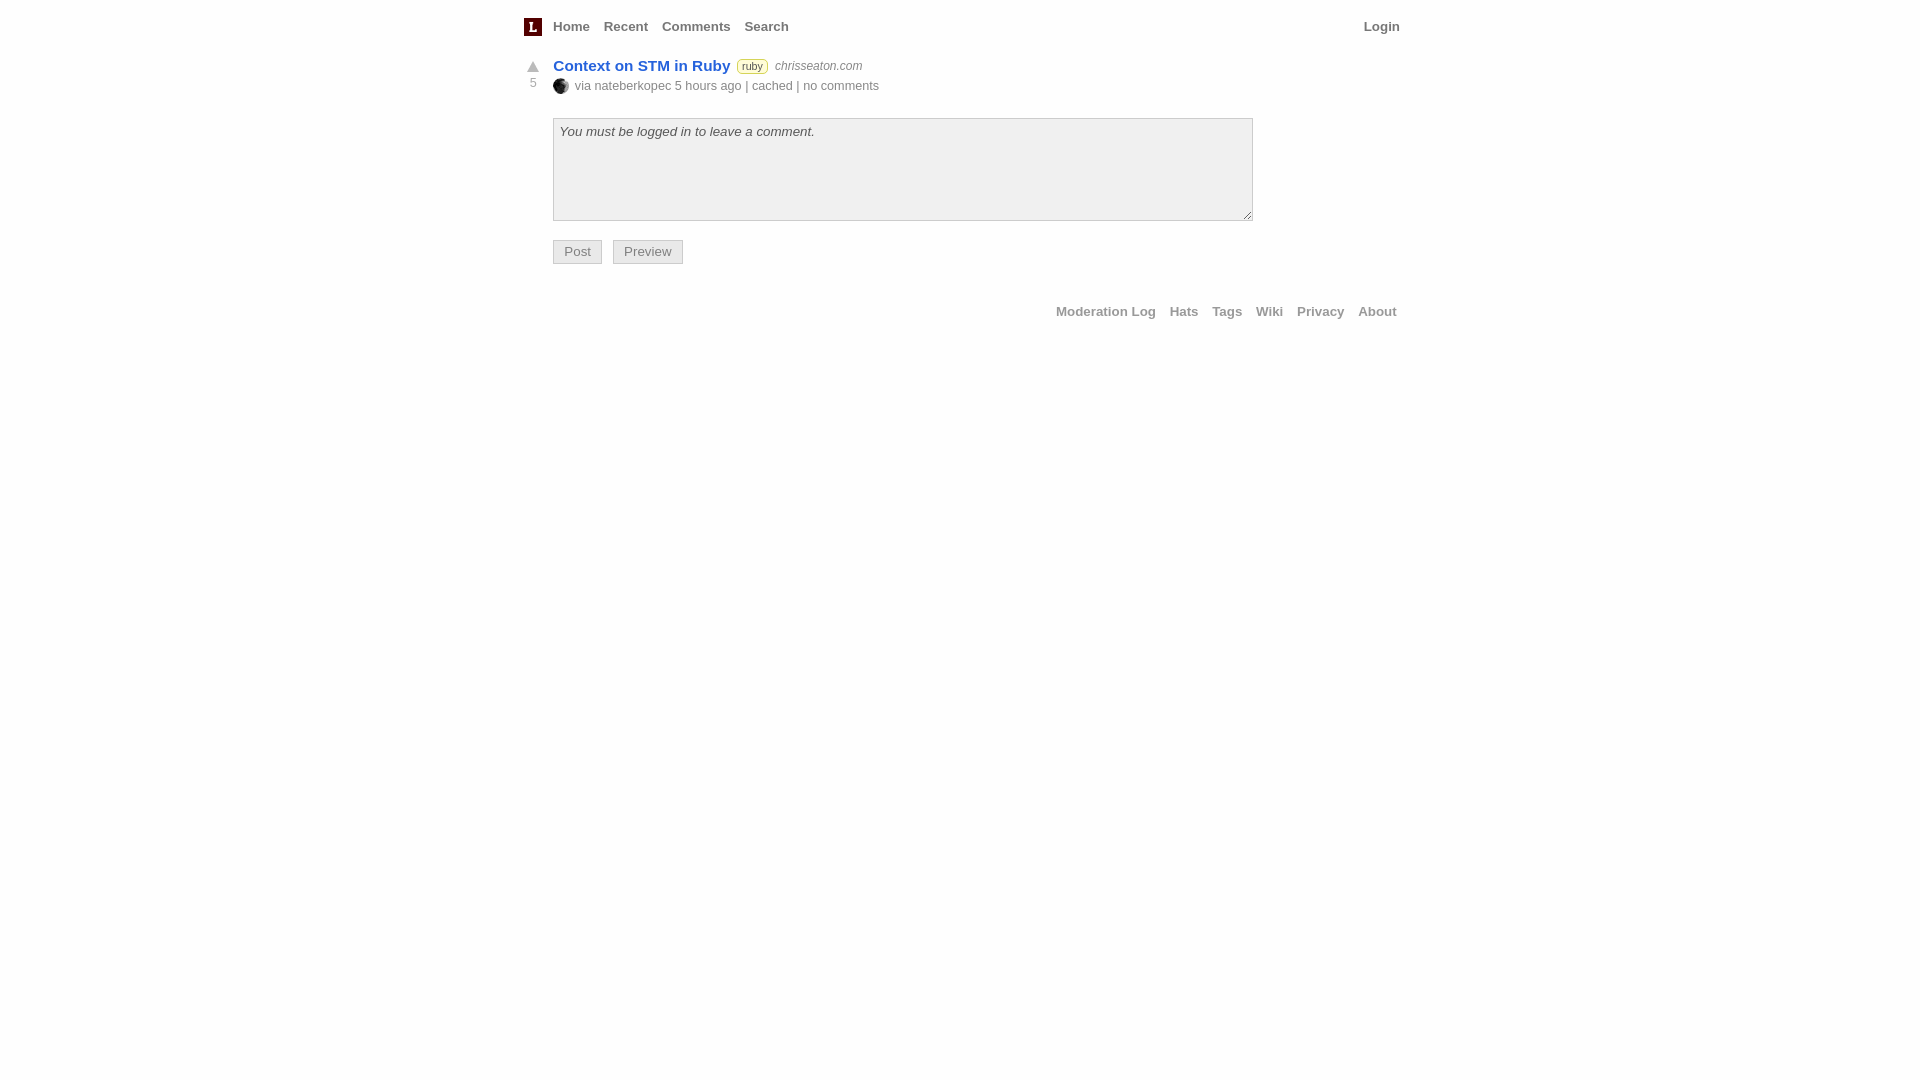 L Home Recent Comments Search Login
Context on STM in Ruby ruby chrisseaton.com
5
via nateberkopec 5 hours ago | cached | no comments
You must be logged in to leave a comment.
Post Preview
Moderation Log Hats Tags Wiki Privacy About